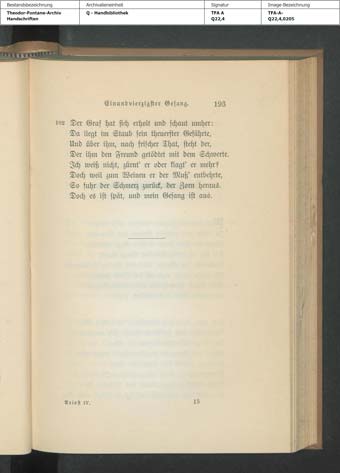 Bestandsbezeichnung
Archivalieneinheit
Signatur
Image-Bezeichnung
Theodor-Fontane-Archiv
Handschriften
Q - Handbibliothek
TFA A
Q22,4
TFA-A-
Q22,4,0205
Einundvierzigster Gesang. 193
102 Der Graf hat sich erholt und schaut umher:
Da liegt im Staub sein theuerster Gefährte,
Und über ihm, nach frischer That, steht der,
Der ihm den Freund getödtet mit dem Schwerte.
Ich weiß nicht, zürnt' er oder klagt' er mehr?
Doch weil zum Weinen er der Muß' entbehrte,
So fuhr der Schmerz zurück, der Zorn heraus.
Doch es ist spät, und mein Gesang ist aus.
Ariost IV. 13